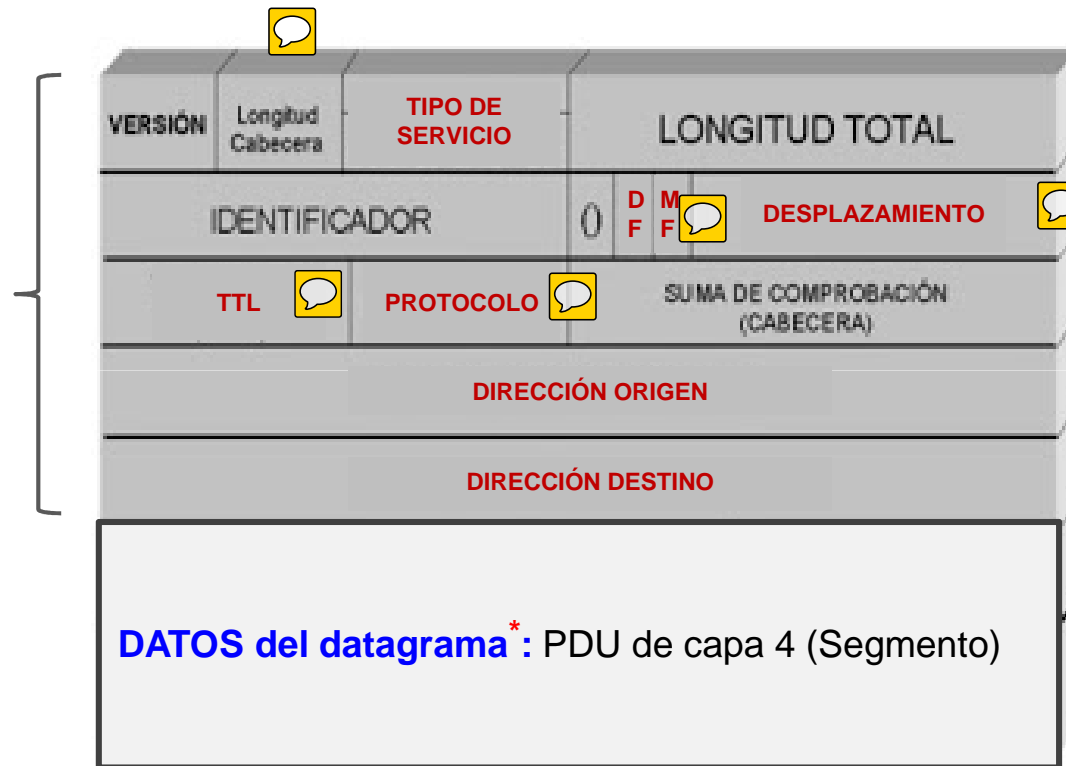 VERSIÓN
Longitud
Cabecera
TIPO DE
SERVICIO
LONGITUD TOTAL
IDENTIFICADOR
0
D
F
M
F
DESPLAZAMIENTO
TTL
PROTOCOLO
SUMA DE COMPROBACIÓN
(CABECERA)
DIRECCIÓN ORIGEN
DIRECCIÓN DESTINO
DATOS del datagrama*: PDU de capa 4 (Segmento)